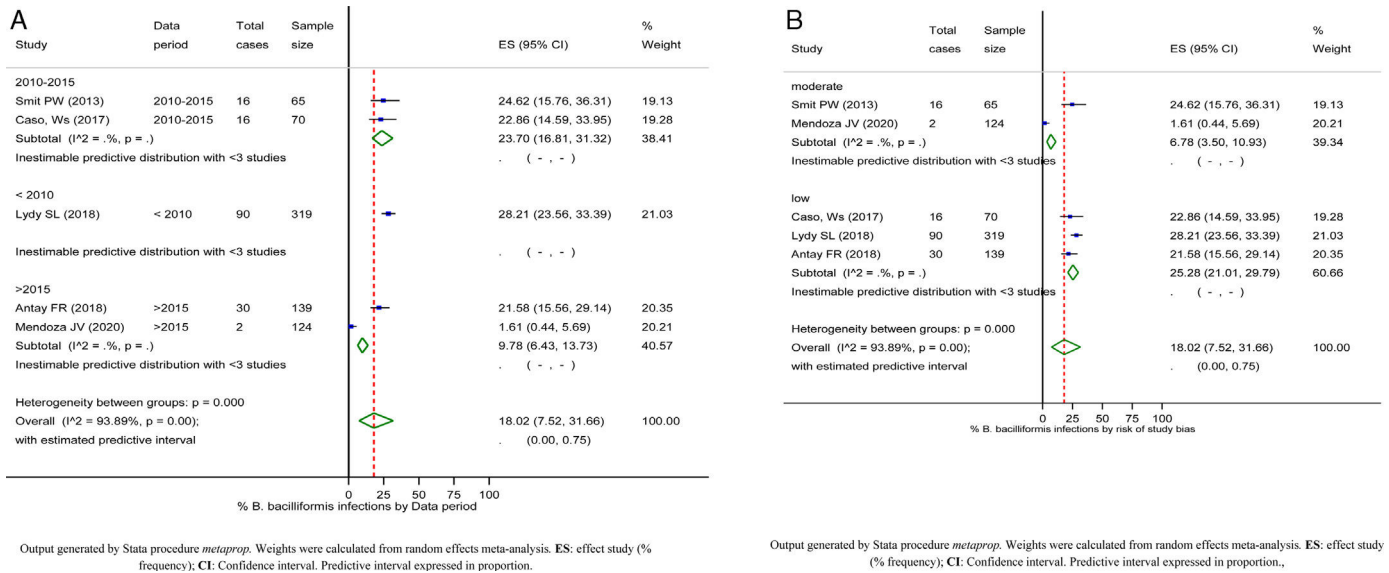 A
Data Total Sample %
Study period cases size ES (95% CI) Weight
2010-2015
Smit PW (2013) 2010-2015 16 65 24.62 (15.76, 36.31) 19.13
Caso, Ws (2017) 2010-2015 16 70 22.86 (14.59, 33.95) 19.28
Subtotal (I^2 = .%, p = .) 23.70 (16.81, 31.32) 38.41
Inestimable predictive distribution with <3 studies . ( - , - )
< 2010
Lydy SL (2018) < 2010 90 319 28.21 (23.56, 33.39) 21.03
Inestimable predictive distribution with <3 studies . ( - , - )
>2015
Antay FR (2018) >2015 30 139 21.58 (15.56, 29.14) 20.35
Mendoza JV (2020) >2015 2 124 1.61 (0.44, 5.69) 20.21
Subtotal (I^2 = .%, p = .) 9.78 (6.43, 13.73) 40.57
Inestimable predictive distribution with <3 studies . ( - , - )
Heterogeneity between groups: p = 0.000
Overall (I^2 = 93.89%, p = 0.00); 18.02 (7.52, 31.66) 100.00
with estimated predictive interval . (0.00, 0.75)
0 25 50 75 100
% B. bacilliformis infections by Data period
Output generated by Stata procedure metaprop. Weights were calculated from random effects meta-analysis. ES: effect study (%
frequency); CI: Confidence interval. Predictive interval expressed in proportion.
B
Total Sample %
Study cases size ES (95% CI) Weight
moderate
Smit PW (2013) 16 65 24.62 (15.76, 36.31) 19.13
Mendoza JV (2020) 2 124 1.61 (0.44, 5.69) 20.21
Subtotal (I^2 = .%, p = .) 6.78 (3.50, 10.93) 39.34
Inestimable predictive distribution with <3 studies . ( - , - )
low
Caso, Ws (2017) 16 70 22.86 (14.59, 33.95) 19.28
Lydy SL (2018) 90 319 28.21 (23.56, 33.39) 21.03
Antay FR (2018) 30 139 21.58 (15.56, 29.14) 20.35
Subtotal (I^2 = .%, p = .) 25.28 (21.01, 29.79) 60.66
Inestimable predictive distribution with <3 studies . ( - , - )
Heterogeneity between groups: p = 0.000
Overall (I^2 = 93.89%, p = 0.00); 18.02 (7.52, 31.66) 100.00
with estimated predictive interval . (0.00, 0.75)
0 25 50 75 100
% B. bacilliformis infections by risk of study bias
Output generated by Stata procedure metaprop. Weights were calculated from random effects meta-analysis. ES: effect study
(% frequency); CI: Confidence interval. Predictive interval expressed in proportion.,